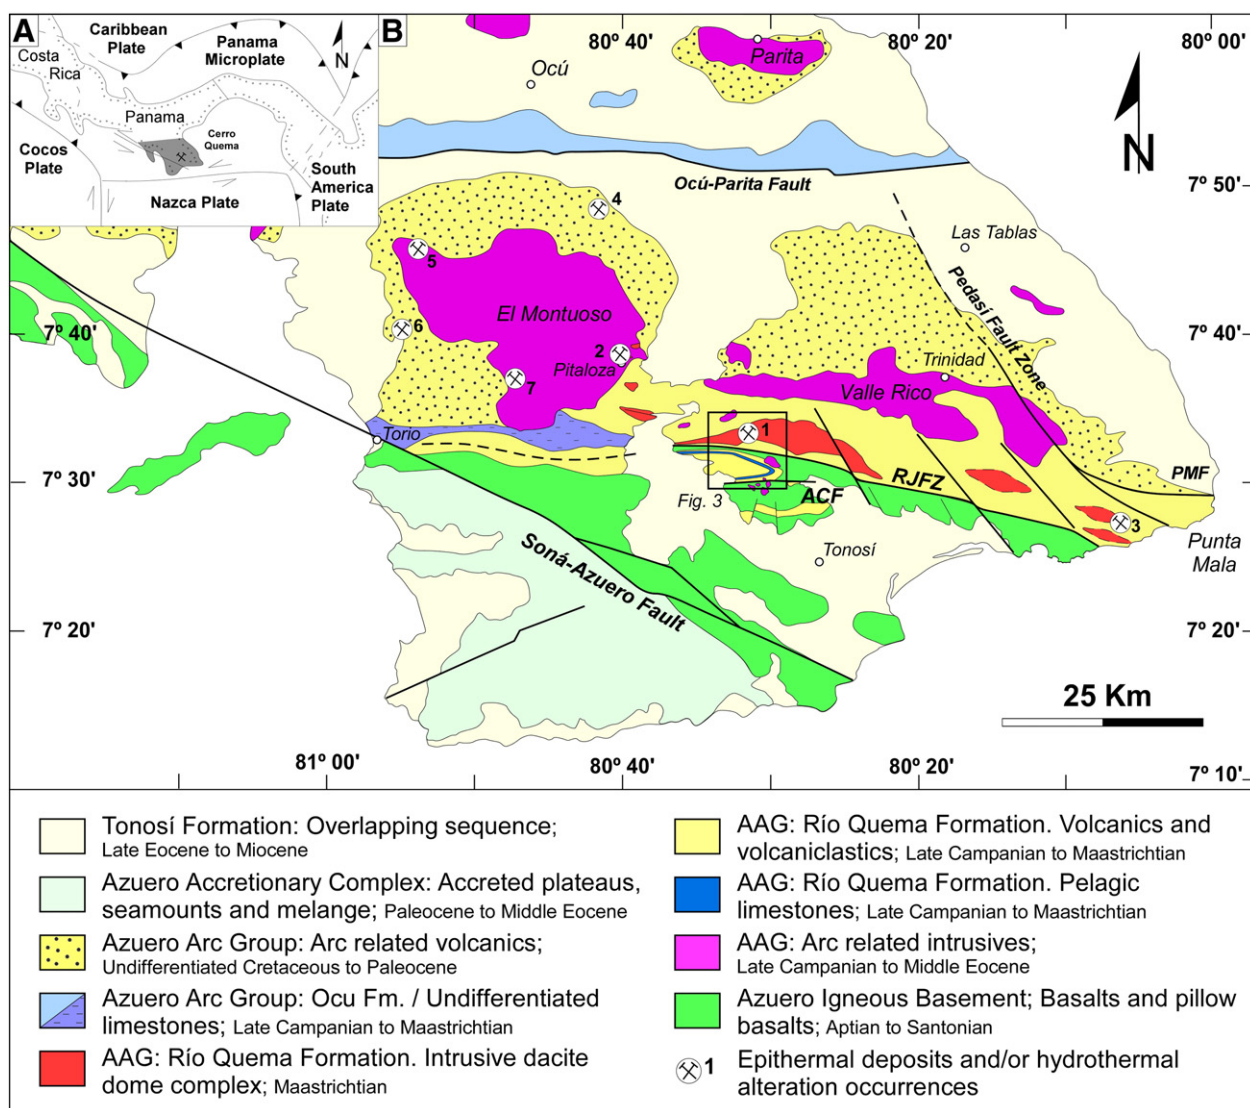 A
Caribbean
Plate
Panama
Microplate
N
Costa
Rica
Panama
Cerro
Quema
Cocos
Plate
South
America
Plate
Nazca Plate
B
80º 40'
80º 20'
80º 00'
Parita
Ocú
N
Ocú-Parita Fault
7º 50'
4
Las Tablas
5
Pedasí Fault Zone
El Montuoso
7º 40'
6
7º 40'
2
Pitaloza
Trinidad
7
Valle Rico
Torio
1
7º 30'
RJFZ
PMF
Fig. 3
ACF
3
Punta
Mala
Tonosí
Soná-Azuero Fault
7º 20'
7º 20'
25 Km
81º 00'
80º 40'
80º 20'
7º 10'
Tonosí Formation: Overlapping sequence;
Late Eocene to Miocene
Azuero Accretionary Complex: Accreted plateaus,
seamounts and melange; Paleocene to Middle Eocene
Azuero Arc Group: Arc related volcanics;
Undifferentiated Cretaceous to Paleocene
Azuero Arc Group: Ocu Fm. / Undifferentiated
limestones; Late Campanian to Maastrichtian
AAG: Río Quema Formation. Intrusive dacite
dome complex; Maastrichtian
AAG: Río Quema Formation. Volcanics and
volcaniclastics; Late Campanian to Maastrichtian
AAG: Río Quema Formation. Pelagic
limestones; Late Campanian to Maastrichtian
AAG: Arc related intrusives;
Late Campanian to Middle Eocene
Azuero Igneous Basement; Basalts and pillow
basalts; Aptian to Santonian
1
Epithermal deposits and/or hydrothermal
alteration occurrences